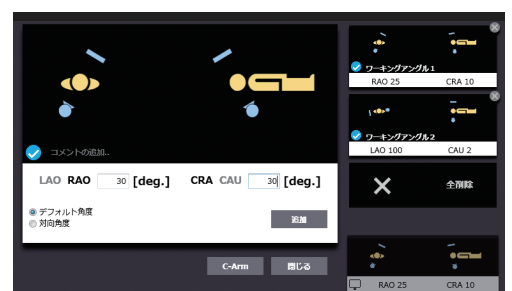 コメントの追加..
LAO RAO 30 [deg.] CRA CAU 30 [deg.]
デフォルト角度
対向角度
追加
C-Arm
閉じる
ワーキングアングル1
RAO 25 CRA 10
ワーキングアングル2
LAO 100 CAU 2
全削除
RAO 25 CRA 10